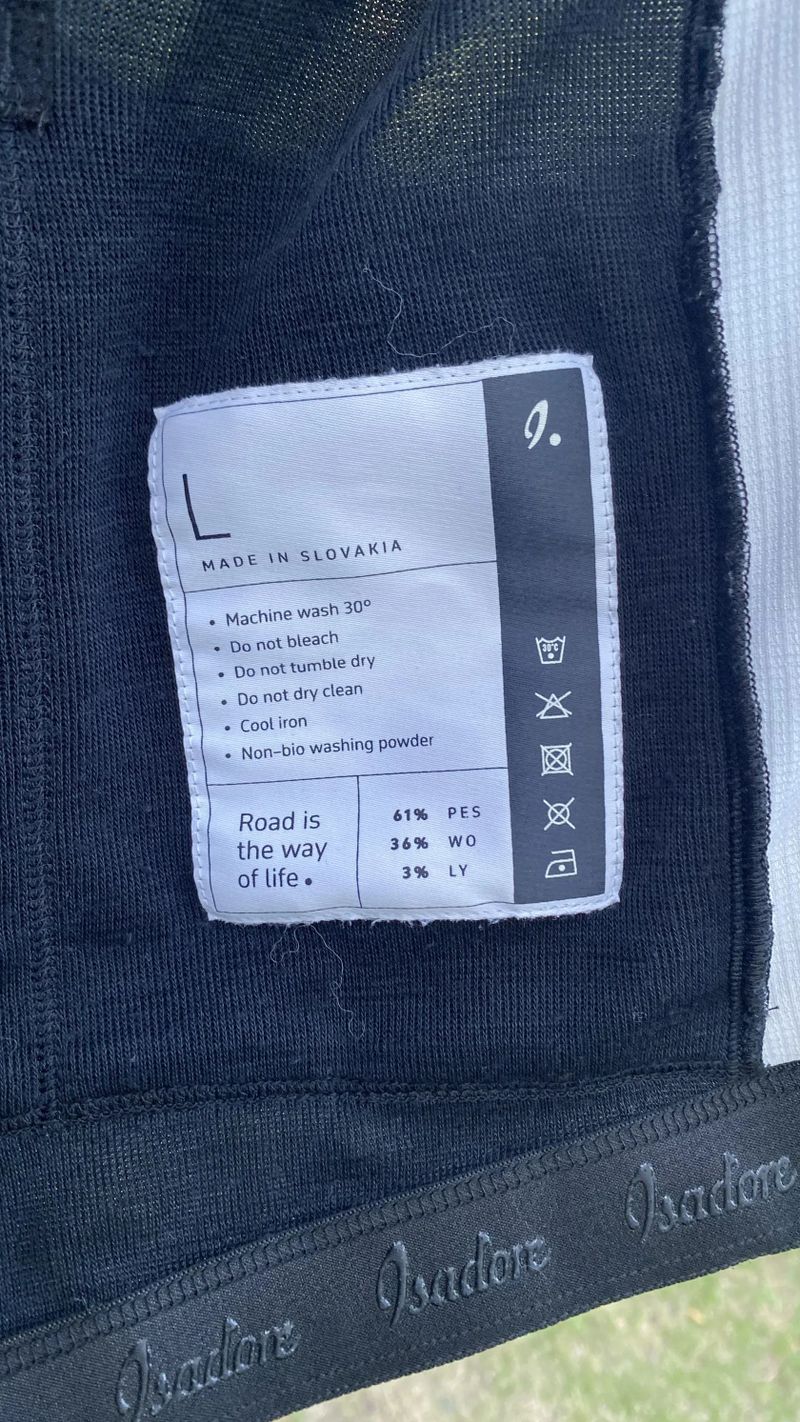 L
MADE IN SLOVAKIA
• Machine wash 30°
• Do not bleach
• Do not tumble dry
• Do not dry clean
• Cool iron
• Non-bio washing powder
Road is
the way
of life.
61% PES
36% WO
3% LY
30°C
Isadore
Isadore
Isadore